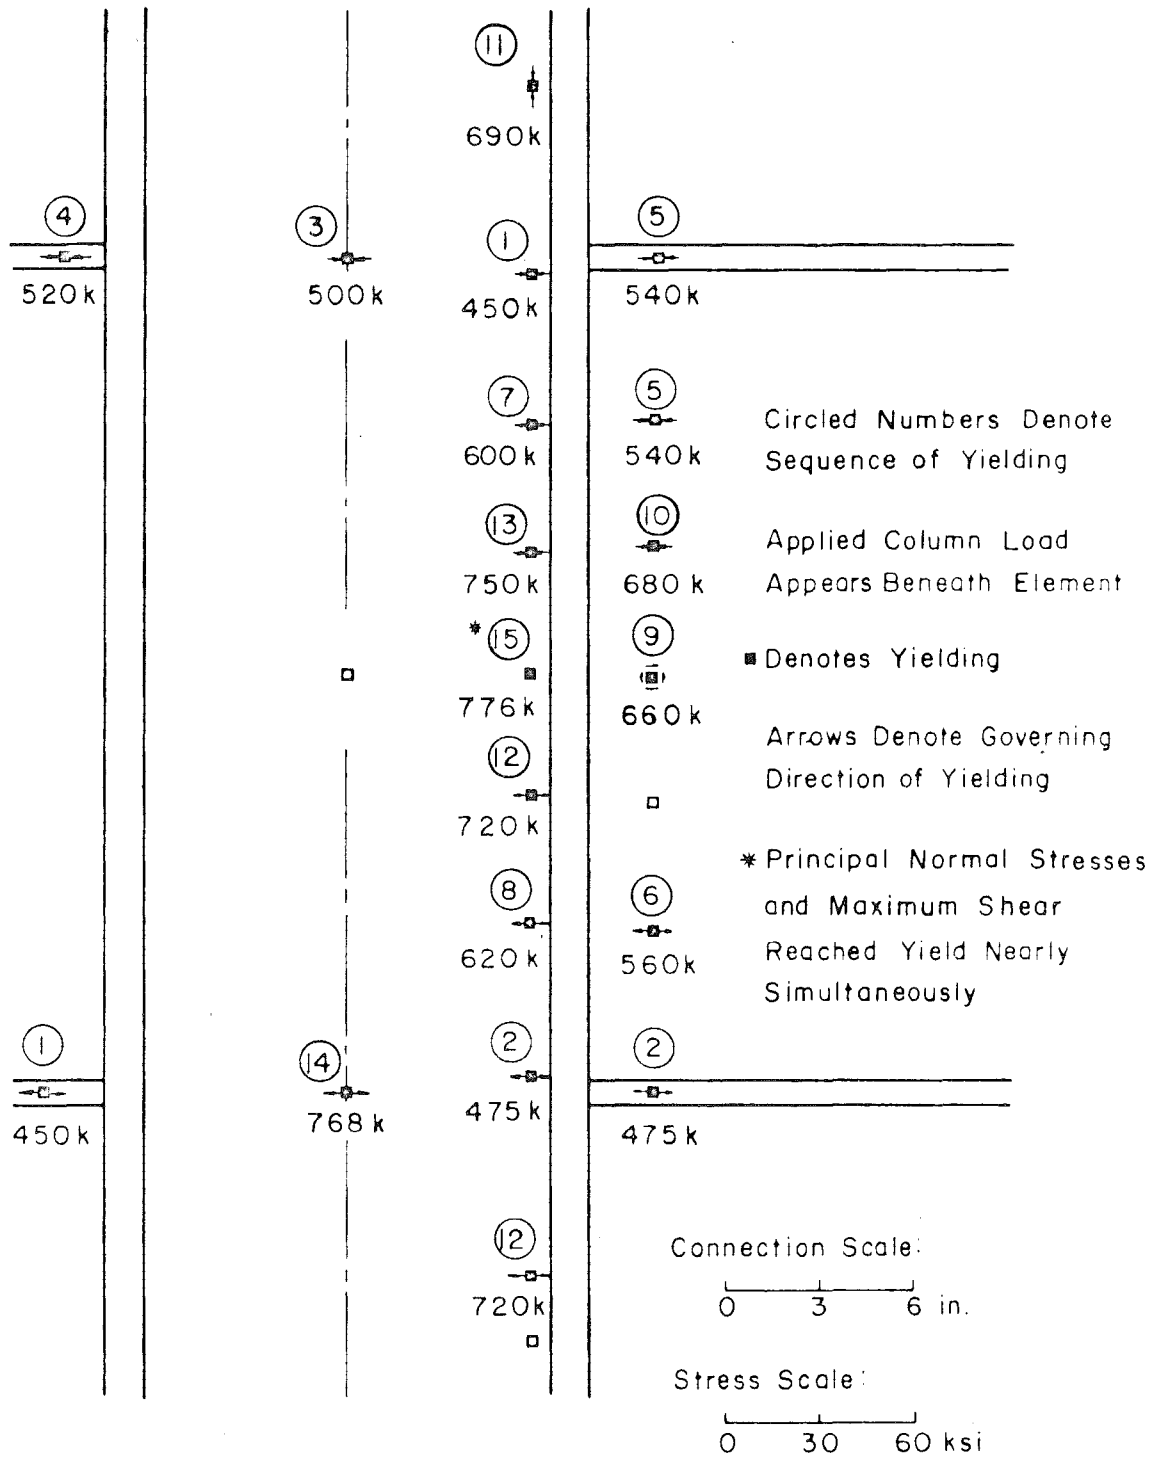 11
690k
4
520k
3
500k
1
450k
5
540k
7
600k
13
750k
* 15
776k
12
720k
8
620k
5
540k
10
680k
9
660k
6
560k
Circled Numbers Denote
Sequence of Yielding
Applied Column Load
Appears Beneath Element
Denotes Yielding
Arrows Denote Governing
Direction of Yielding
* Principal Normal Stresses
and Maximum Shear
Reached Yield Nearly
Simultaneously
1
450k
14
768k
2
475k
2
475k
12
720k
Connection Scale:
0 3 6 in.
Stress Scale:
0 30 60 ksi